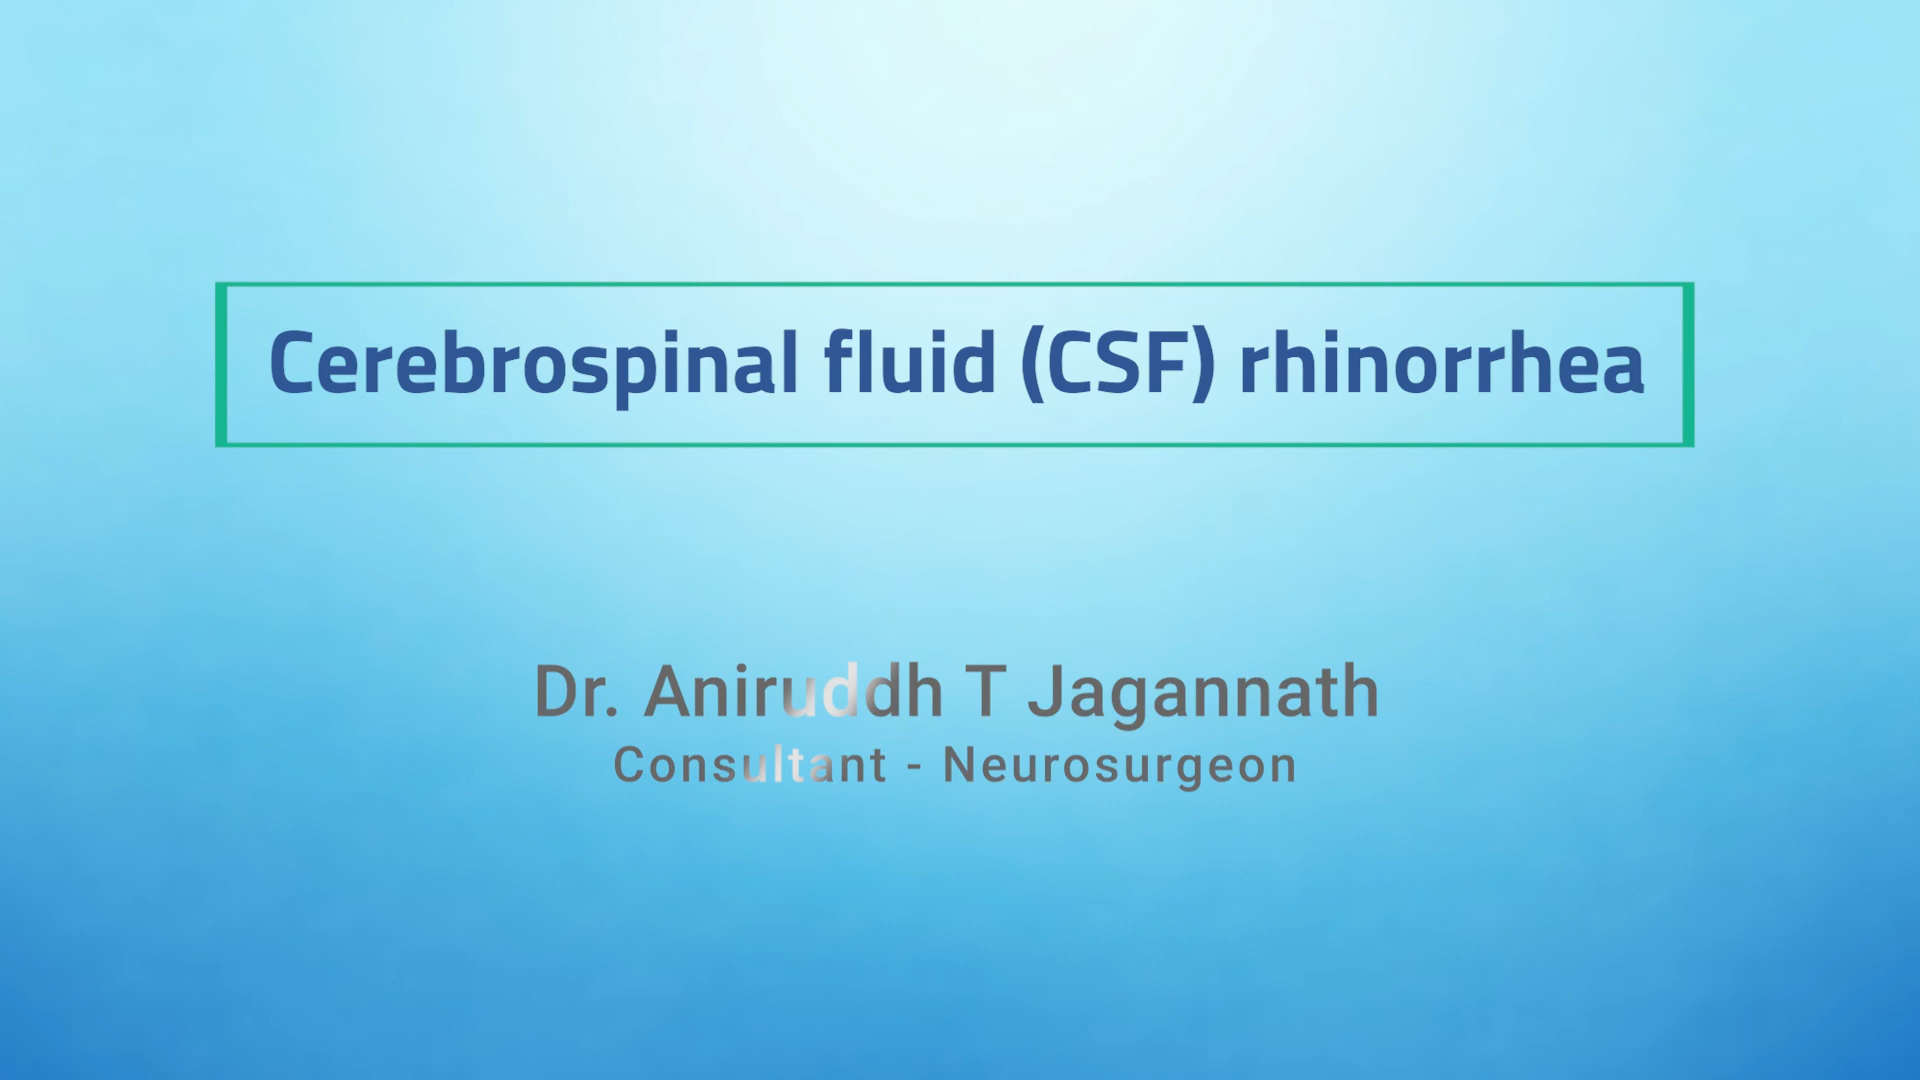 Cerebrospinal fluid (CSF) rhinorrhea
Dr. Aniruddh T Jagannath
Consultant - Neurosurgeon